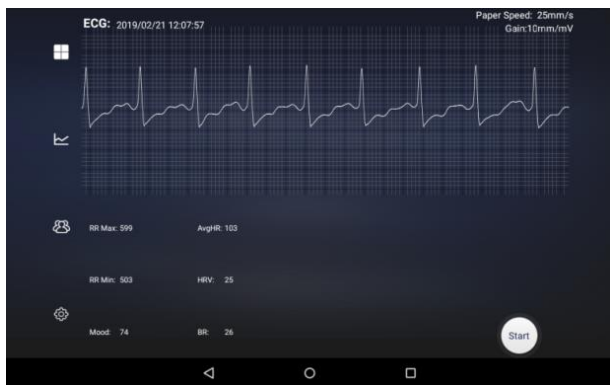 ECG: 2019/02/21 12:07:57
Paper Speed: 25mm/s
Gain:10mm/mV
RR Max: 599
AvgHR: 103
RR Min: 503
HRV: 25
Mood: 74
BR: 26
Start